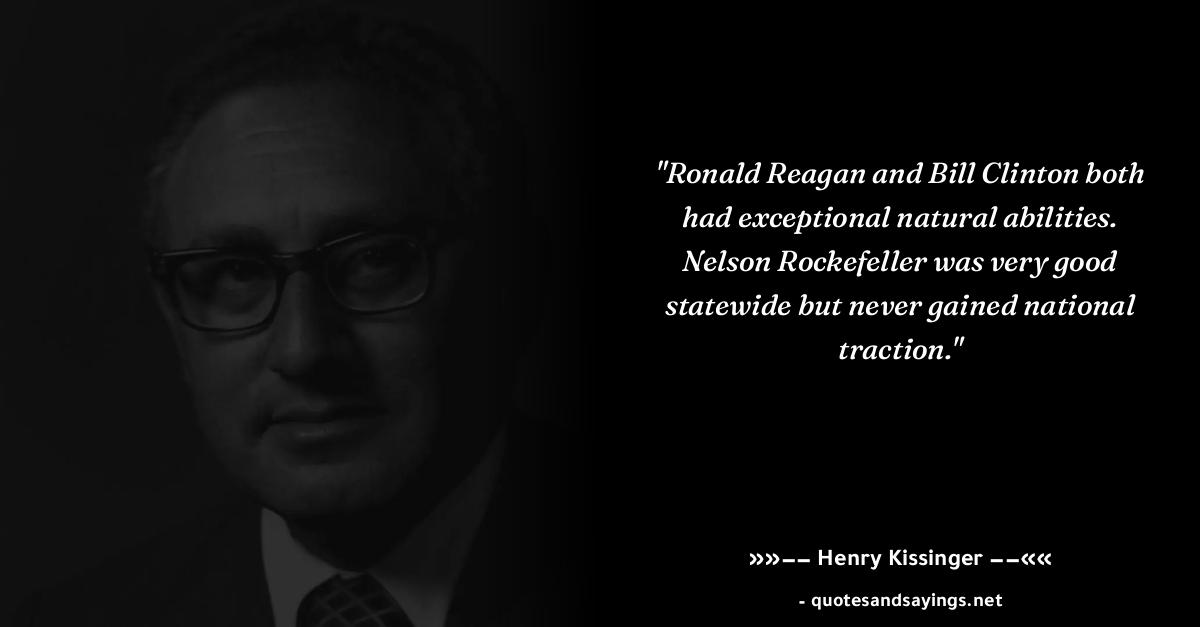 "Ronald Reagan and Bill Clinton both
had exceptional natural abilities.
Nelson Rockefeller was very good
statewide but never gained national
traction."
»»–– Henry Kissinger ––««
- quotesandsayings.net